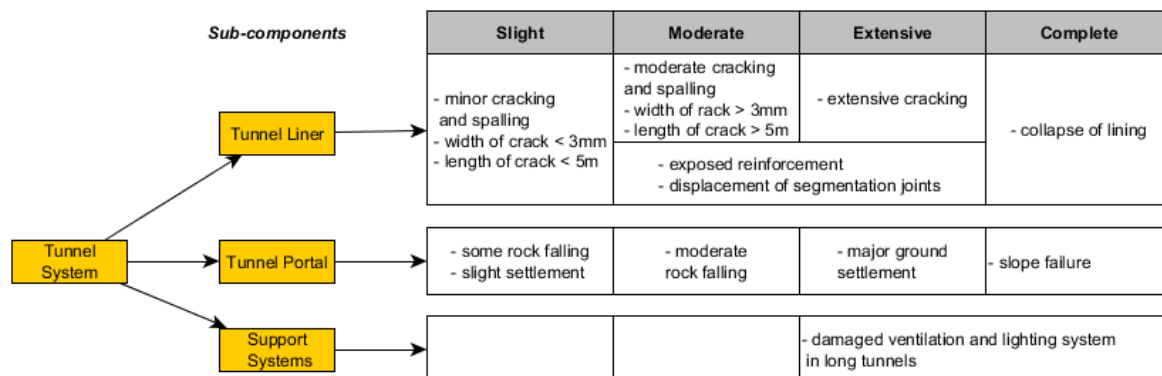 Sub-components
Slight
Moderate
Extensive
Complete
Tunnel
System
Tunnel Liner
- minor cracking
and spalling
- width of crack < 3mm
- length of crack < 5m
- moderate cracking
and spalling
- width of rack > 3mm
- length of crack > 5m
- extensive cracking
- exposed reinforcement
- displacement of segmentation joints
- collapse of lining
Tunnel Portal
- some rock falling
- slight settlement
- moderate
rock falling
- major ground
settlement
- slope failure
Support
Systems
- damaged ventilation and lighting system
in long tunnels